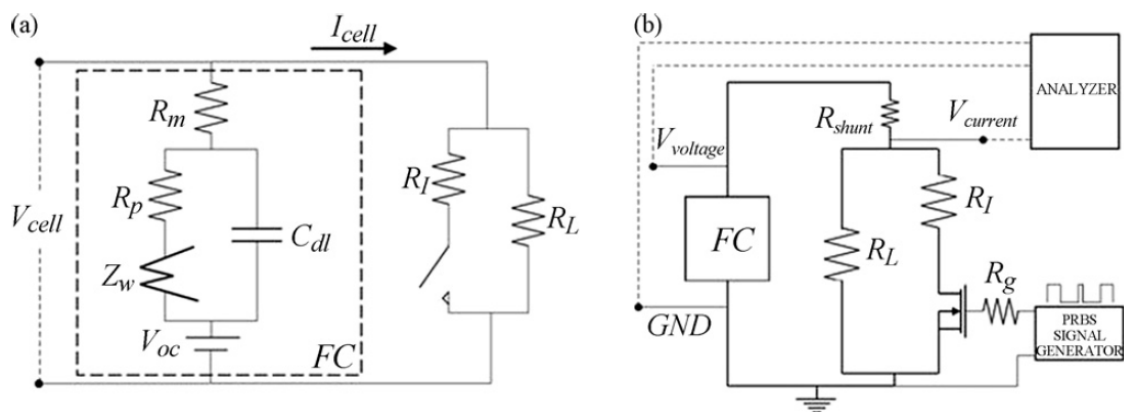 (a)
I_cell
R_m
R_p
C_dl
Z_w
V_oc
FC
V_cell
R_I
R_L
(b)
ANALYZER
R_shunt
V_current
V_voltage
FC
R_L
R_I
R_g
GND
PRBS
SIGNAL
GENERATOR